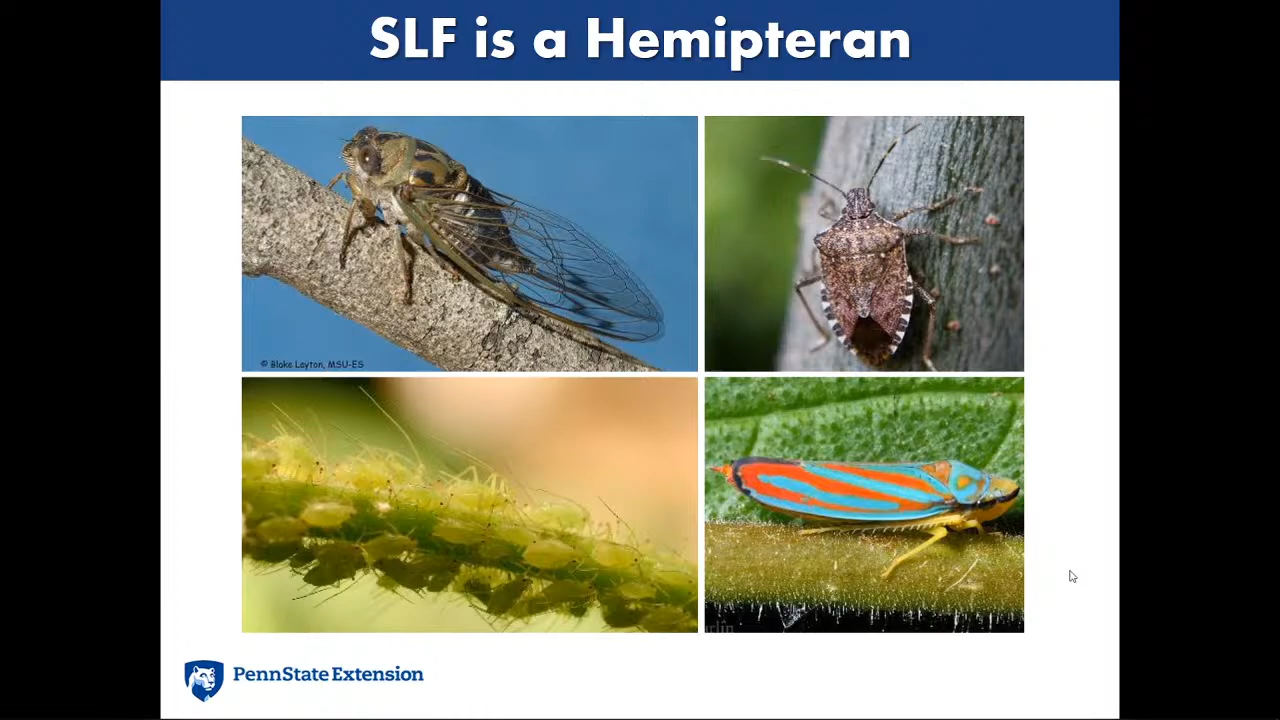 SLF is a Hemipteran
© Blake Layton, MSU-ES
PennState Extension